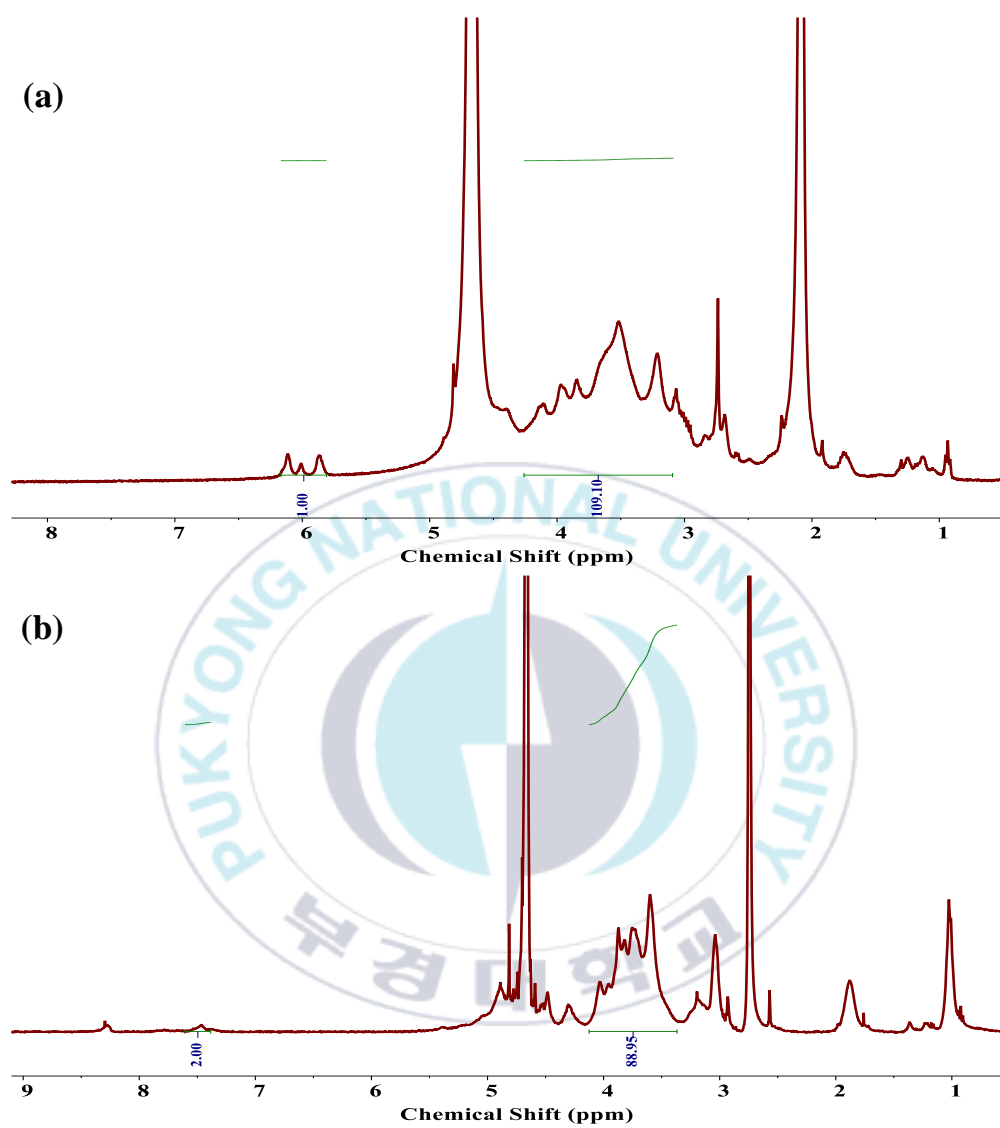 (a)
1.00
109.10
8 7 6 5 4 3 2 1
Chemical Shift (ppm)
PUKYONG NATIONAL UNIVERSITY
(b)
2.00
88.95
9 8 7 6 5 4 3 2 1
Chemical Shift (ppm)
부경대학교